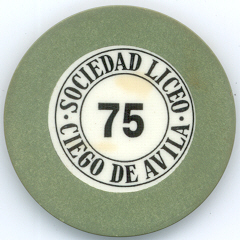 · SOCIEDAD LICEO ·
75
CIEGO DE AVILA